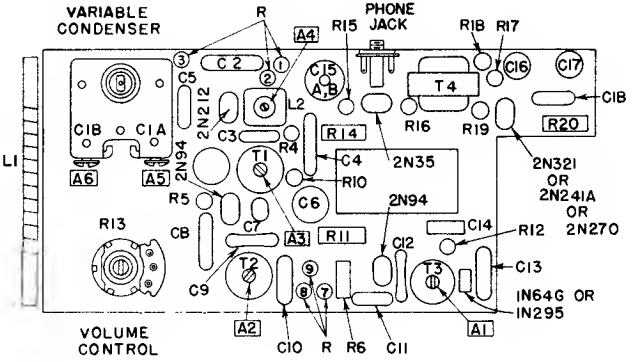 VARIABLE
CONDENSER
R
A4
PHONE
JACK
R15
R18
R17
3
C2
1
2
C5
C15
A,B
T4
C16
C17
C1B
2N212
L2
R16
R19
R20
C1B
C1A
C3
R4
R14
C4
2N35
2N321
OR
2N241A
OR
2N270
L1
A6
A5
2N94
T1
R10
2N94
R5
C6
C14
R12
R13
C8
C7
A3
R11
C12
C13
C9
T2
9
8
7
T3
1N64G OR
1N295
A2
C10
R
R6
C11
A1
VOLUME
CONTROL